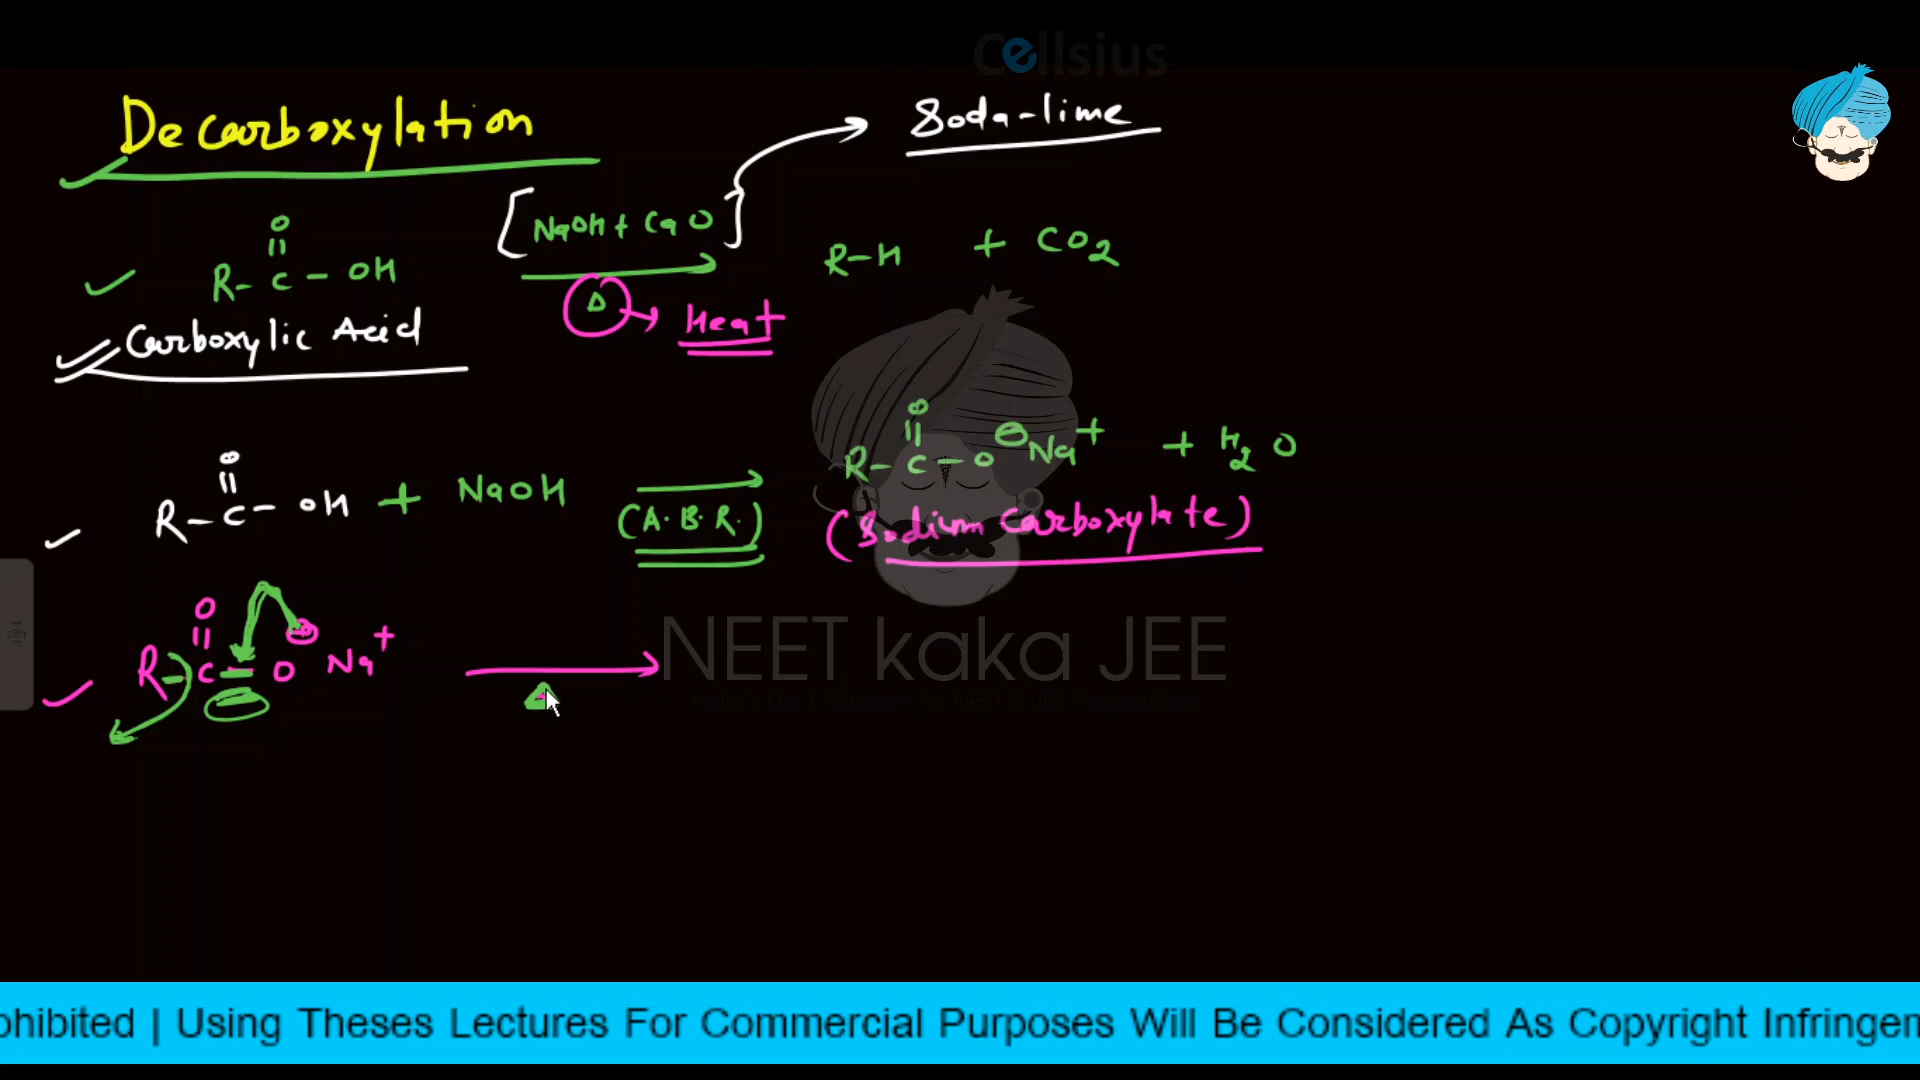 Cellsius
Decarboxylation
Soda-lime
[NaOH + CaO]
O
||
R-C-OH
Δ → Heat
R-H + CO2
Carboxylic Acid
O
||
R-C-OH + NaOH
(A.B.R.)
O
||
R-C-O⊖ Na+ + H2O
(Sodium Carboxylate)
O
||
R-C=O⊖ Na+
Δ
NEET kaka JEE
ohibited | Using Theses Lectures For Commercial Purposes Will Be Considered As Copyright Infringen